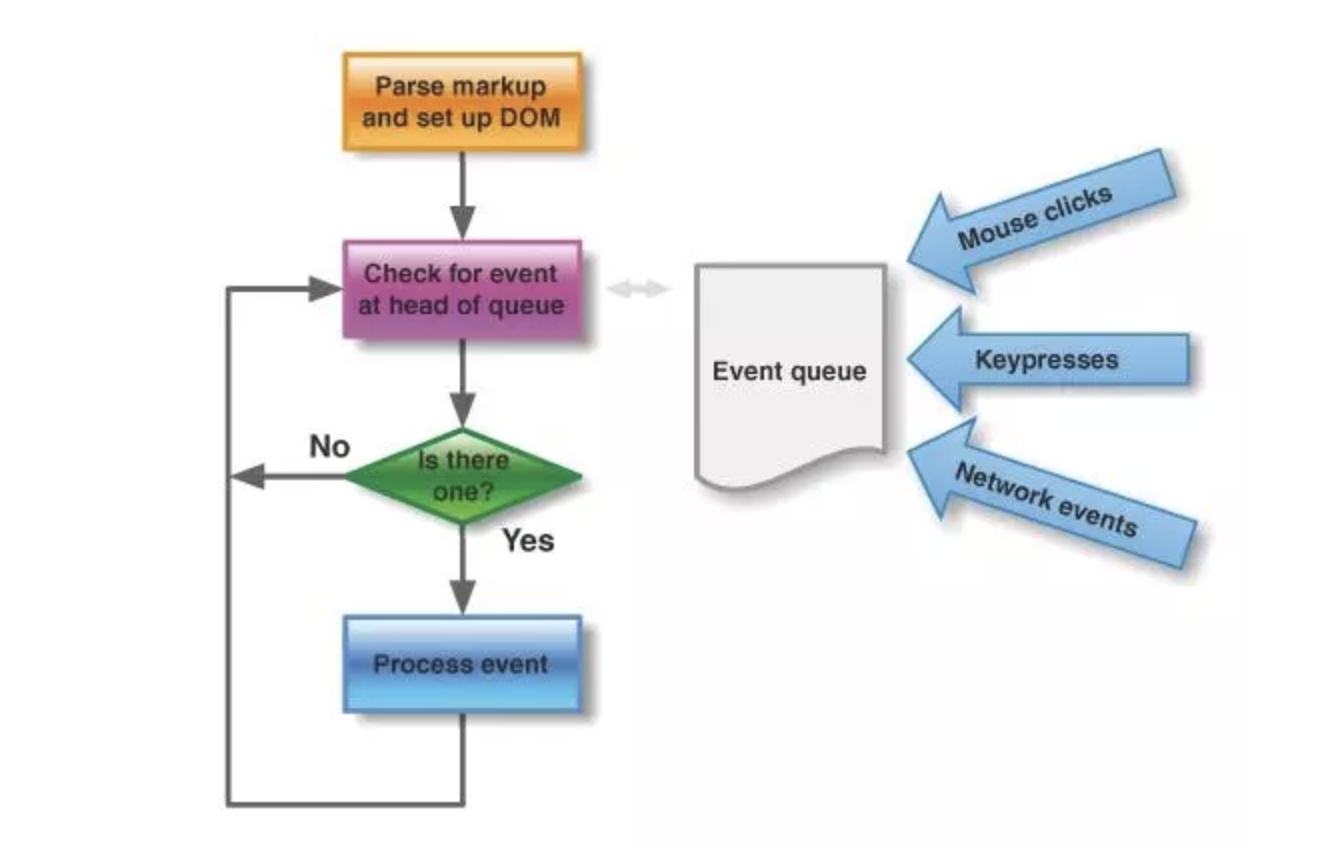 Parse markup
and set up DOM
Check for event
at head of queue
No
Is there
one?
Yes
Process event
Event queue
Mouse clicks
Keypresses
Network events